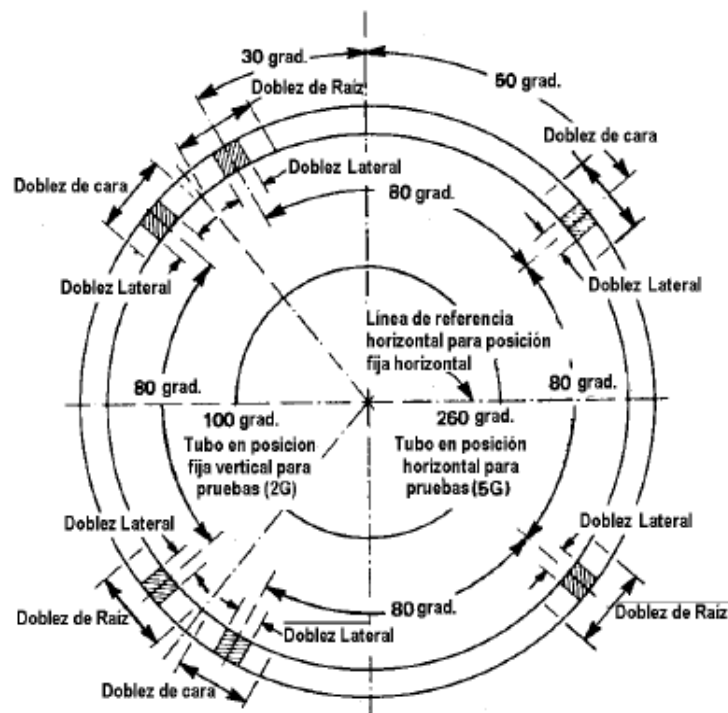 30 grad.
50 grad.
Doblez de Raíz
Doblez de cara
Doblez de cara
Doblez Lateral
80 grad.
Doblez Lateral
Doblez Lateral
Línea de referencia
horizontal para posición
fija horizontal
80 grad.
80 grad.
100 grad.
260 grad.
Tubo en posicion
fija vertical para
pruebas (2G)
Tubo en posición
horizontal para
pruebas (5G)
Doblez Lateral
Doblez Lateral
Doblez de Raíz
80 grad.
Doblez de Raíz
Doblez Lateral
Doblez de cara